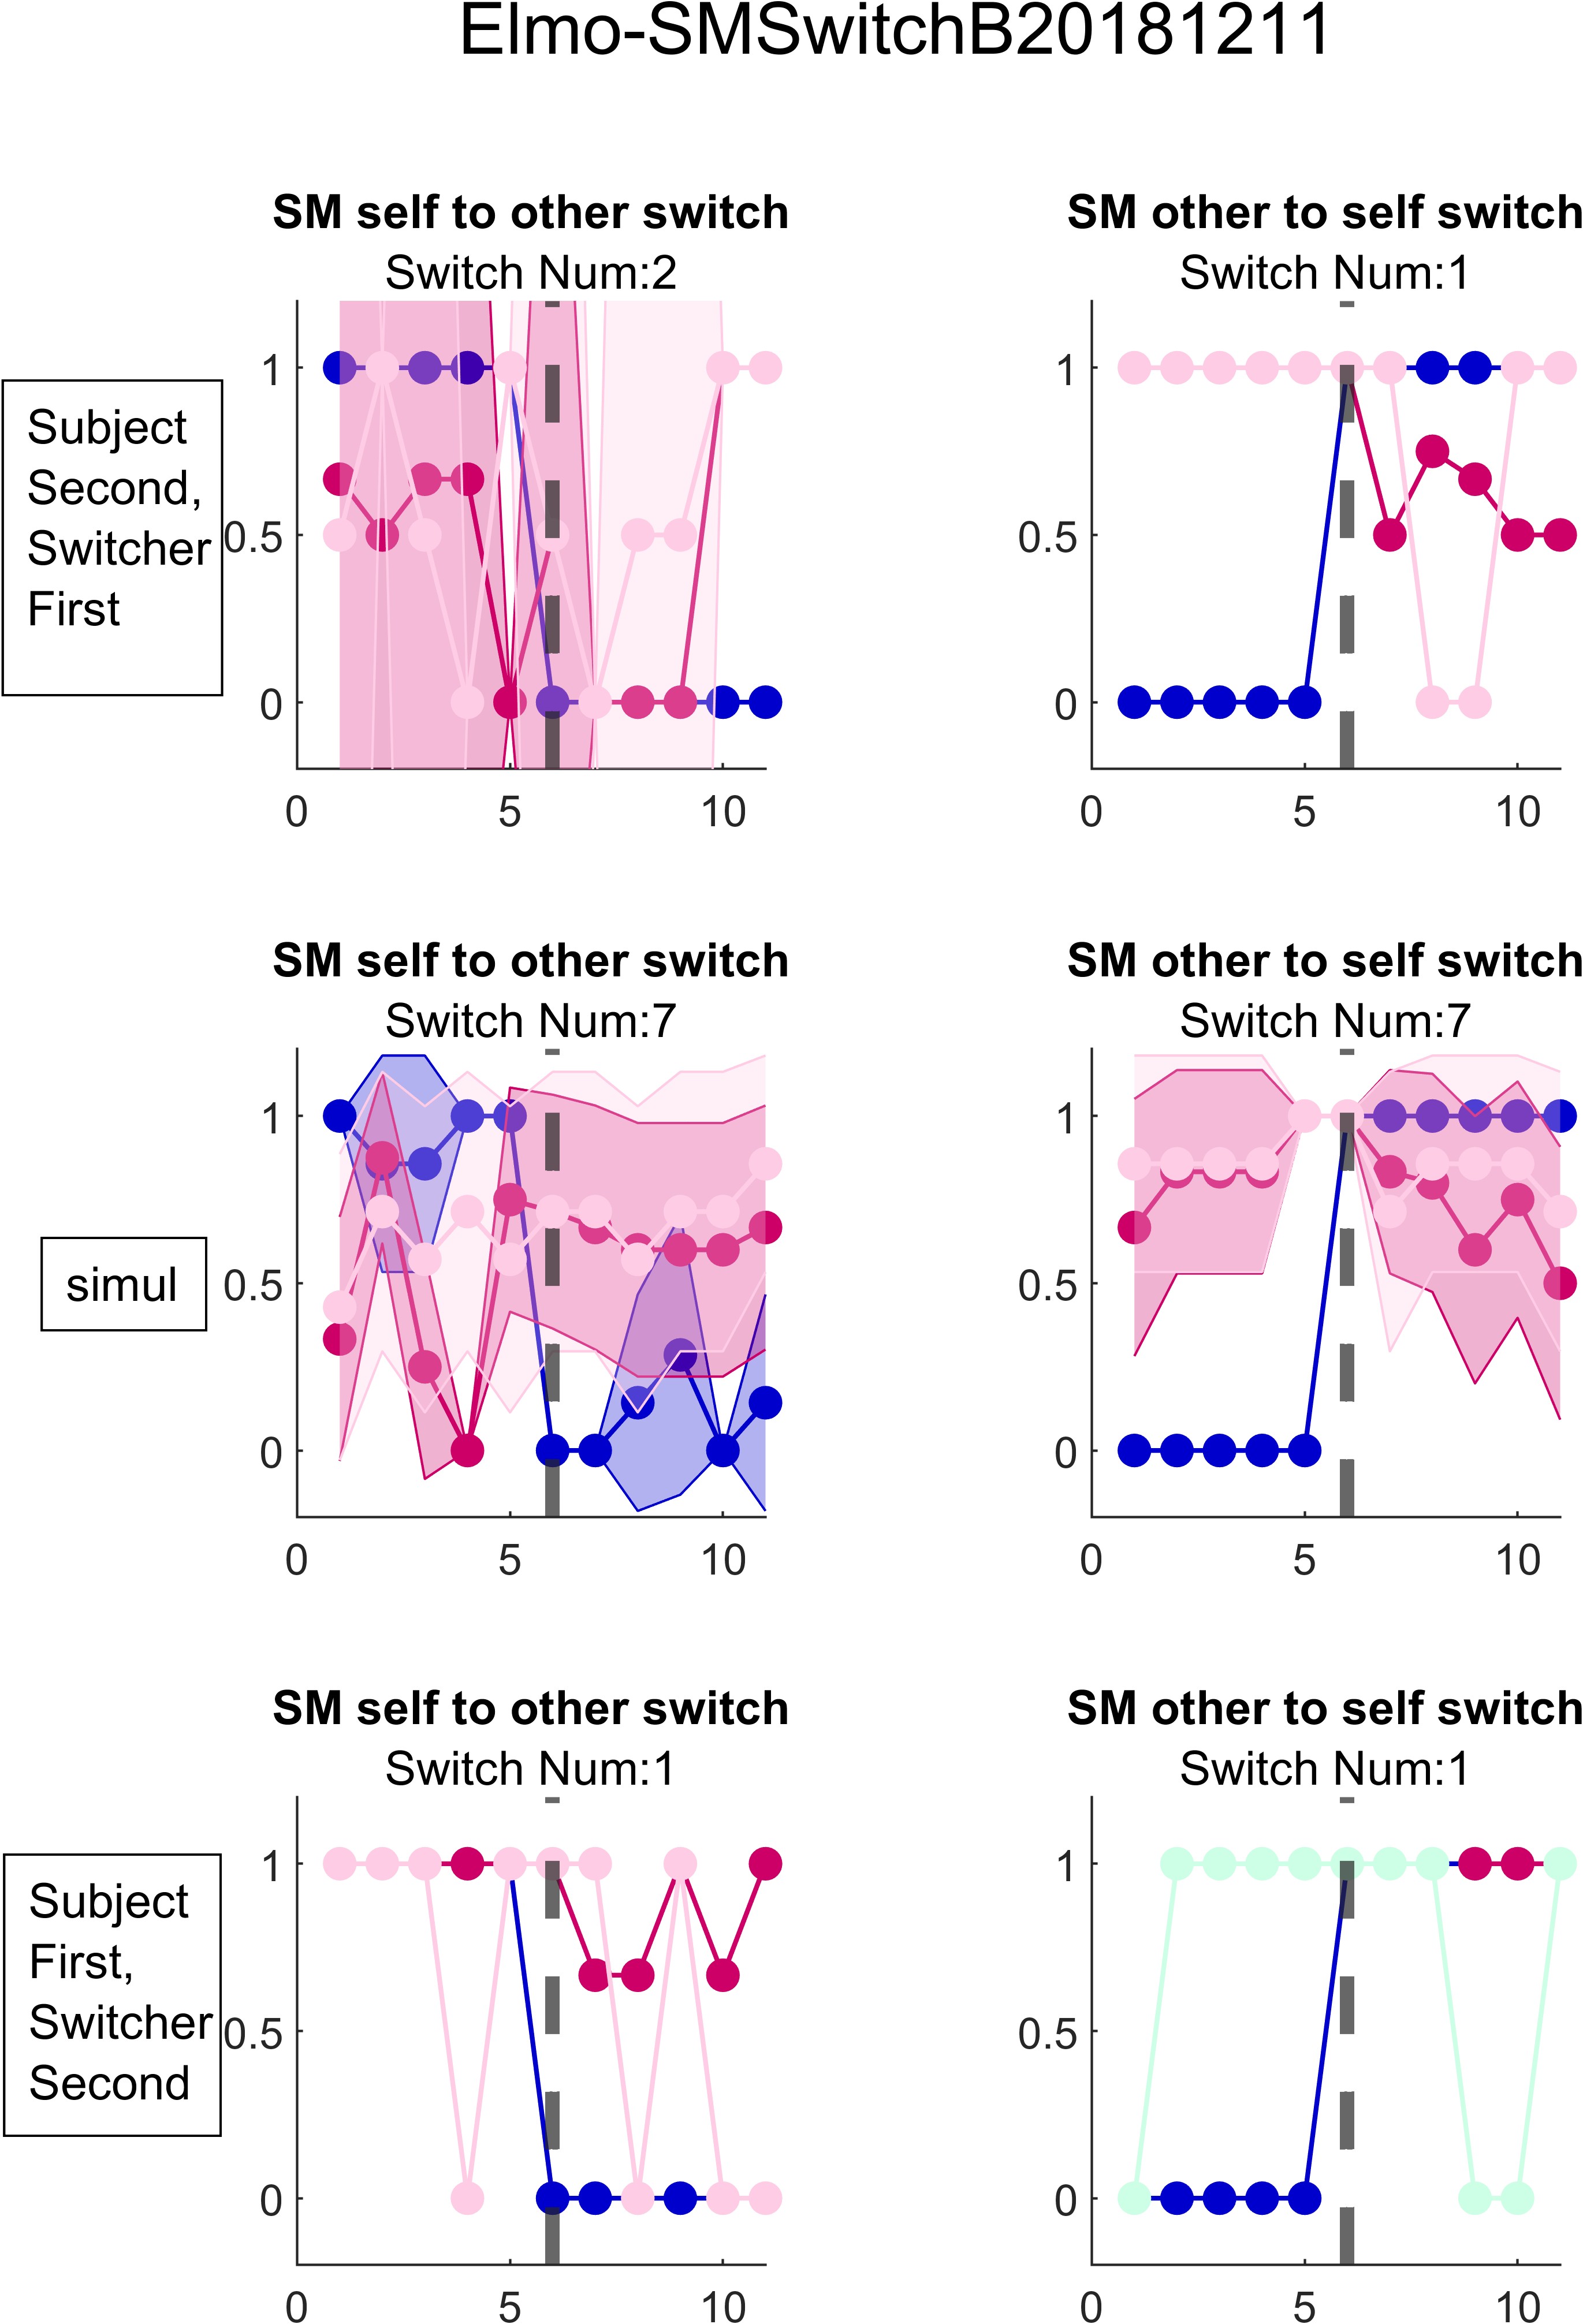 Elmo-SMSwitchB20181211
SM self to other switch
Switch Num:2
SM other to self switch
Switch Num:1
Subject
Second,
Switcher
First
1
0.5
0
0 5 10
1
0.5
0
0 5 10
SM self to other switch
Switch Num:7
SM other to self switch
Switch Num:7
simul
1
0.5
0
0 5 10
1
0.5
0
0 5 10
SM self to other switch
Switch Num:1
SM other to self switch
Switch Num:1
Subject
First,
Switcher
Second
1
0.5
0
0 5 10
1
0.5
0
0 5 10